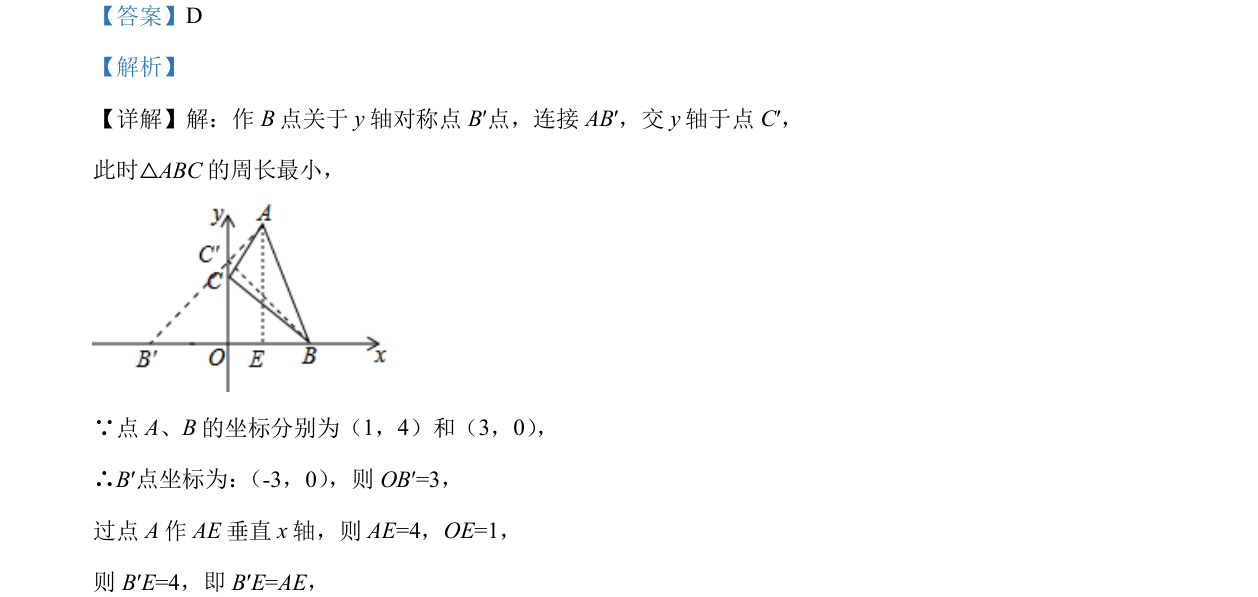 【答案】D
【解析】
【详解】解：作 B 点关于 y 轴对称点 B′点，连接 AB′，交 y 轴于点 C′，
此时△ABC 的周长最小，
y
A
C′
C
B′
O
E
B
x
∵点 A、B 的坐标分别为（1，4）和（3，0），
∴B′点坐标为：（-3，0），则 OB′=3，
过点 A 作 AE 垂直 x 轴，则 AE=4，OE=1，
则 B′E=4，即 B′E=AE，